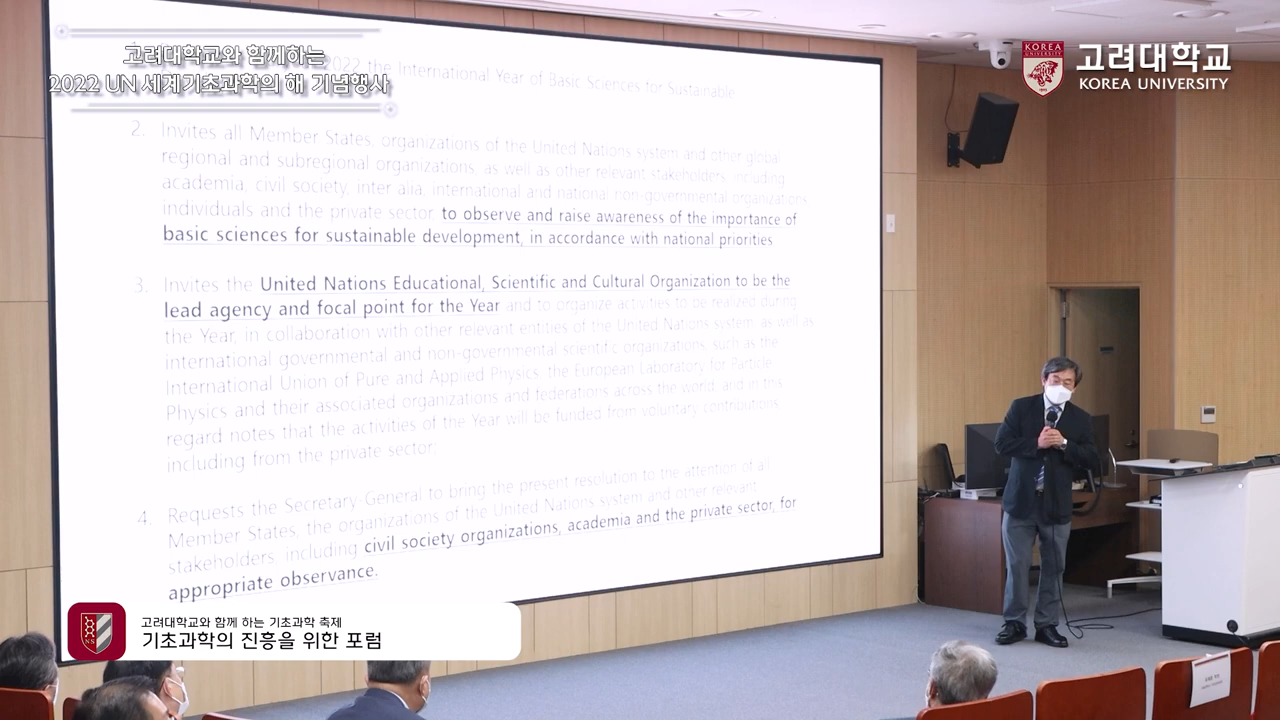 고려대학교와 함께하는
2022 UN 세계기초과학의 해 기념행사
2022 the International Year of Basic Sciences for Sustainable
KOREA
UNIVERSITY
고려대학교
KOREA UNIVERSITY
2. Invites all Member States, organizations of the United Nations system and other global,
regional and subregional organizations, as well as other relevant stakeholders, including
academia, civil society, inter alia, international and national non-governmental organizations,
individuals and the private sector, to observe and raise awareness of the importance of
basic sciences for sustainable development, in accordance with national priorities
3. Invites the United Nations Educational, Scientific and Cultural Organization to be the
lead agency and focal point for the Year and to organize activities to be realized during
the Year, in collaboration with other relevant entities of the United Nations system, as well as
international governmental and non-governmental scientific organizations, such as the
International Union of Pure and Applied Physics, the European Laboratory for Particle
Physics and their associated organizations and federations across the world, and in this
regard notes that the activities of the Year will be funded from voluntary contributions,
including from the private sector;
4. Requests the Secretary-General to bring the present resolution to the attention of all
Member States, the organizations of the United Nations system and other relevant
stakeholders, including civil society organizations, academia and the private sector, for
appropriate observance.
NS
고려대학교와 함께 하는 기초과학 축제
기초과학의 진흥을 위한 포럼